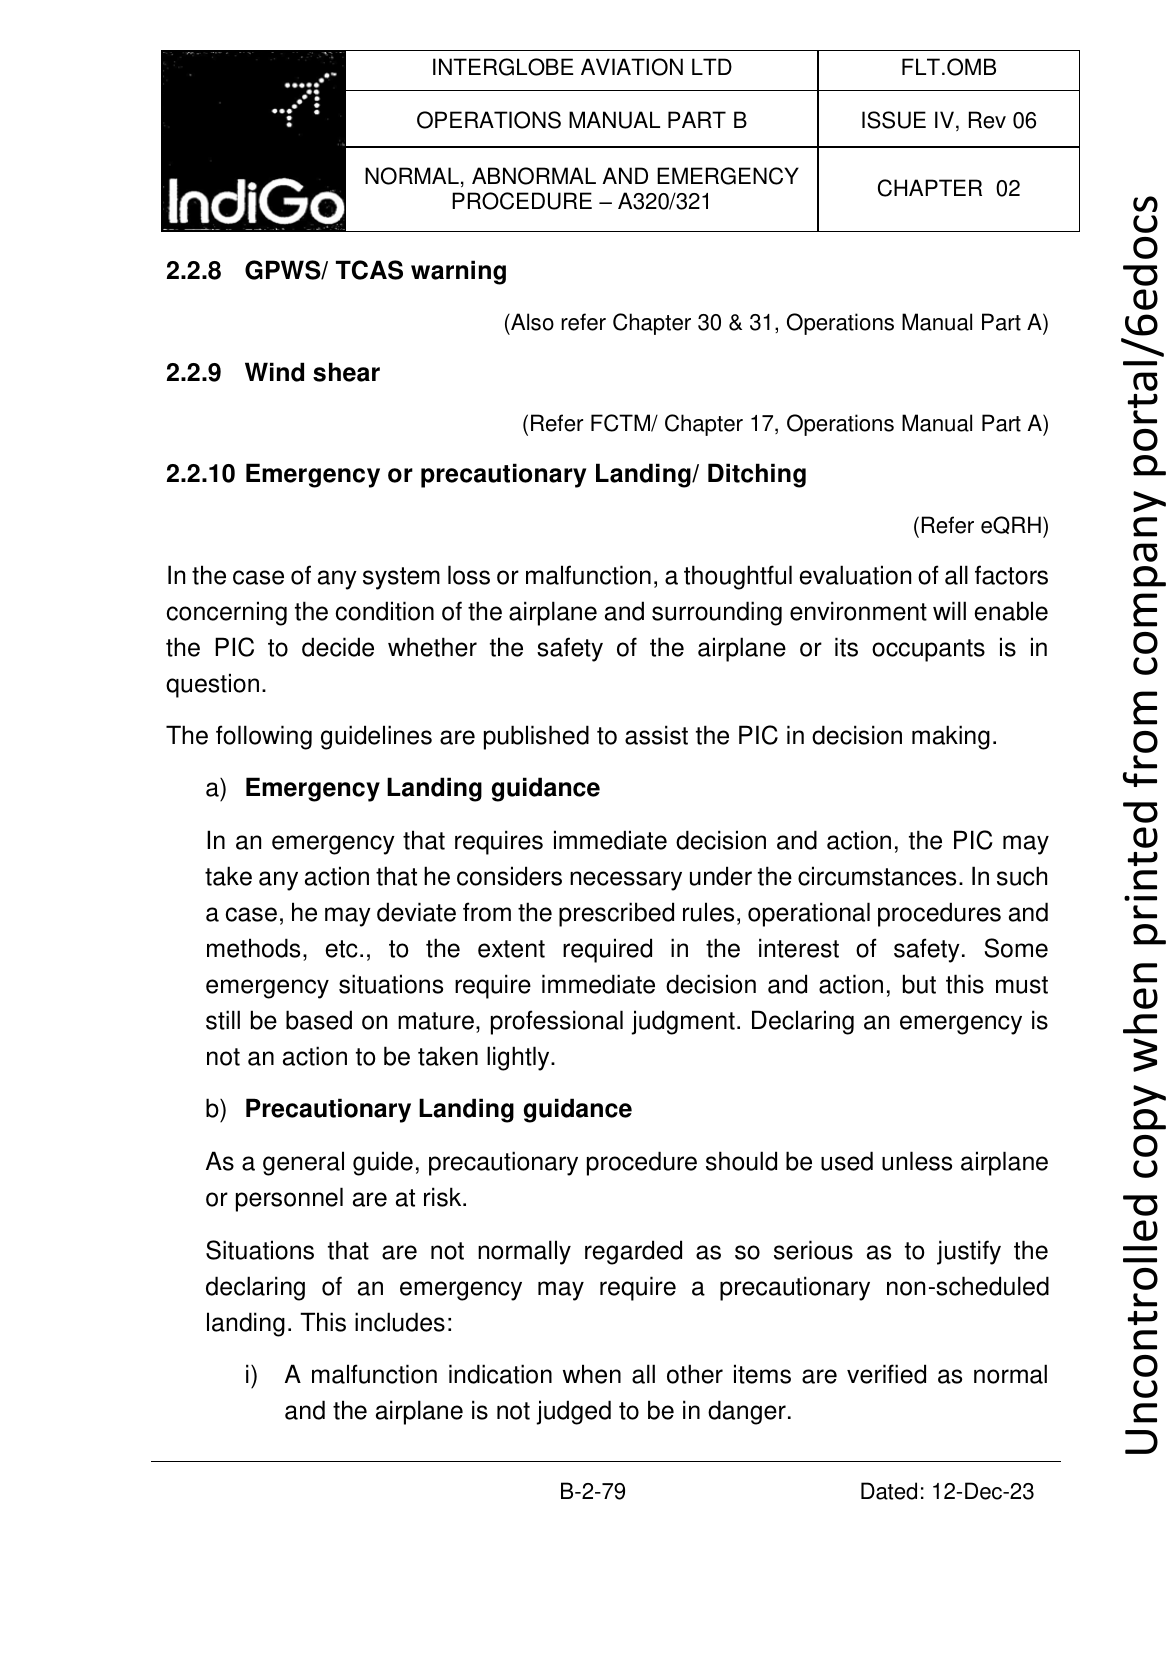 IndiGo
INTERGLOBE AVIATION LTD
FLT.OMB
OPERATIONS MANUAL PART B
ISSUE IV, Rev 06
NORMAL, ABNORMAL AND EMERGENCY
PROCEDURE – A320/321
CHAPTER 02
2.2.8 GPWS/ TCAS warning
(Also refer Chapter 30 & 31, Operations Manual Part A)
2.2.9 Wind shear
(Refer FCTM/ Chapter 17, Operations Manual Part A)
2.2.10 Emergency or precautionary Landing/ Ditching
(Refer eQRH)
In the case of any system loss or malfunction, a thoughtful evaluation of all factors
concerning the condition of the airplane and surrounding environment will enable
the PIC to decide whether the safety of the airplane or its occupants is in
question.
The following guidelines are published to assist the PIC in decision making.
a) Emergency Landing guidance
In an emergency that requires immediate decision and action, the PIC may
take any action that he considers necessary under the circumstances. In such
a case, he may deviate from the prescribed rules, operational procedures and
methods, etc., to the extent required in the interest of safety. Some
emergency situations require immediate decision and action, but this must
still be based on mature, professional judgment. Declaring an emergency is
not an action to be taken lightly.
b) Precautionary Landing guidance
As a general guide, precautionary procedure should be used unless airplane
or personnel are at risk.
Situations that are not normally regarded as so serious as to justify the
declaring of an emergency may require a precautionary non-scheduled
landing. This includes:
i) A malfunction indication when all other items are verified as normal
and the airplane is not judged to be in danger.
B-2-79
Dated: 12-Dec-23
Uncontrolled copy when printed from company portal/6edocs